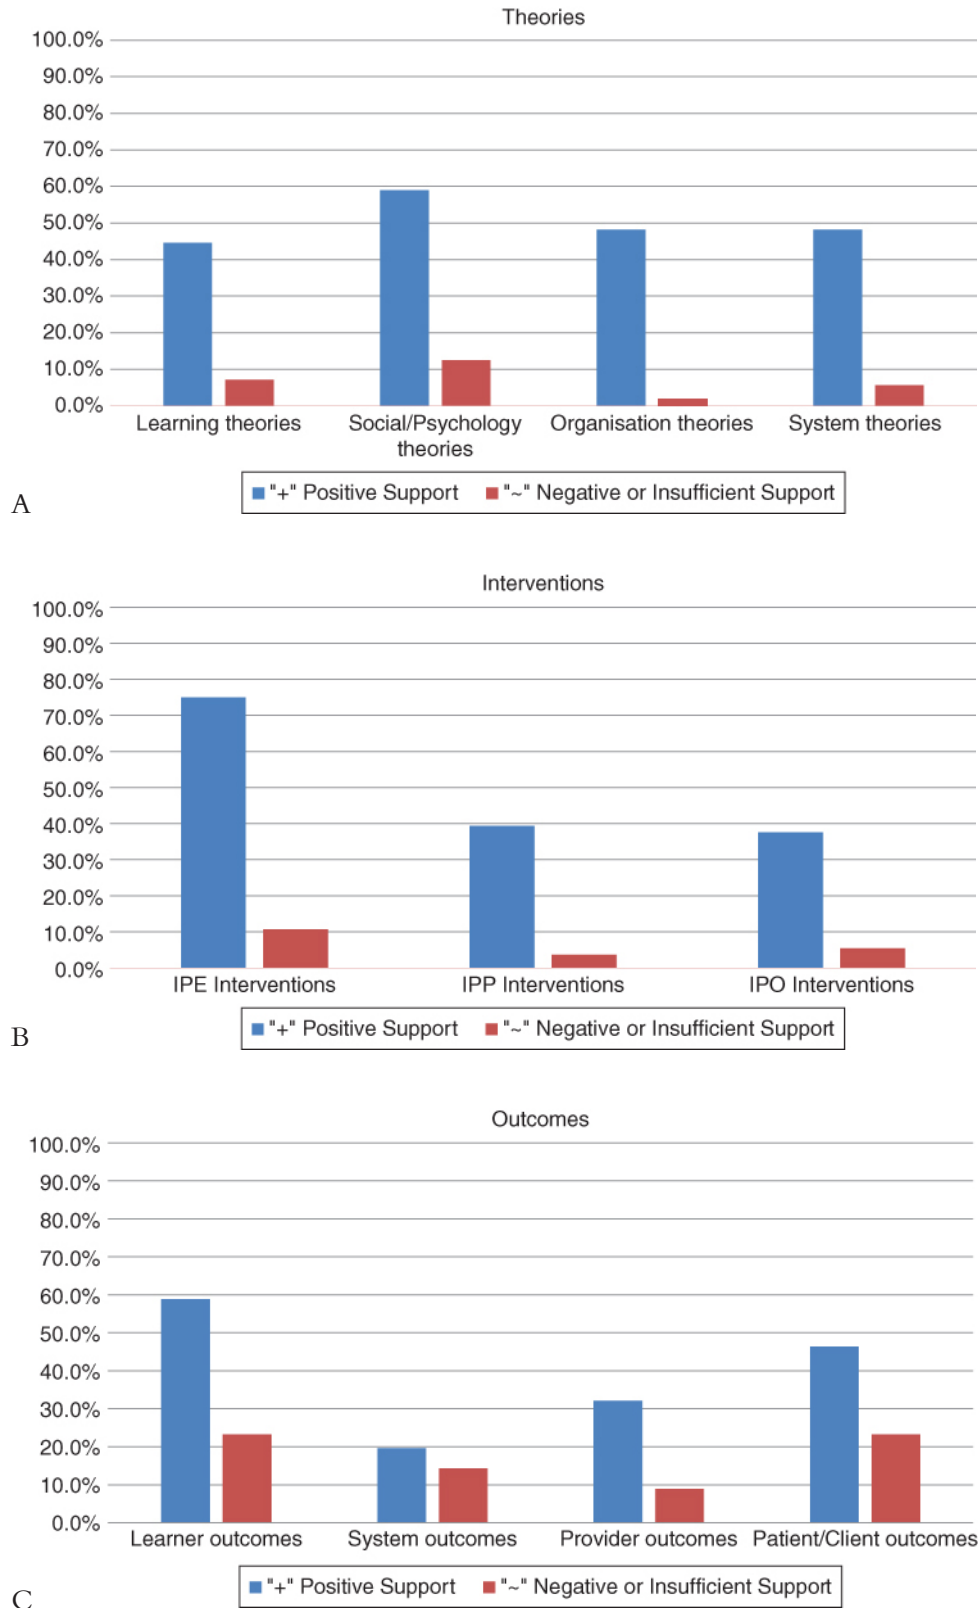 Theories
100.0%
90.0%
80.0%
70.0%
60.0%
50.0%
40.0%
30.0%
20.0%
10.0%
0.0%
Learning theories
Social/Psychology
theories
Organisation theories
System theories
"+" Positive Support
"~" Negative or Insufficient Support
A
Interventions
100.0%
90.0%
80.0%
70.0%
60.0%
50.0%
40.0%
30.0%
20.0%
10.0%
0.0%
IPE Interventions
IPP Interventions
IPO Interventions
"+" Positive Support
"~" Negative or Insufficient Support
B
Outcomes
100.0%
90.0%
80.0%
70.0%
60.0%
50.0%
40.0%
30.0%
20.0%
10.0%
0.0%
Learner outcomes
System outcomes
Provider outcomes
Patient/Client outcomes
"+" Positive Support
"~" Negative or Insufficient Support
C